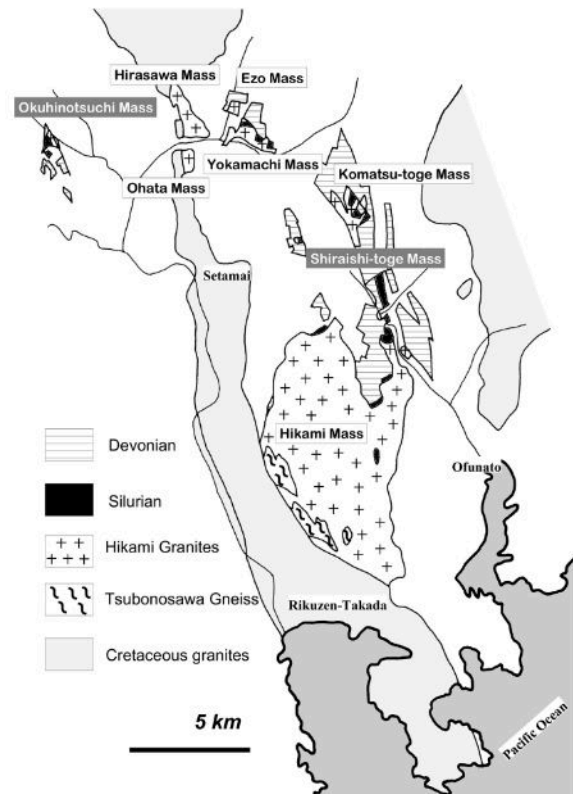 Hirasawa Mass
Ezo Mass
Okuhinotsuchi Mass
Yokamachi Mass
Komatsu-toge Mass
Ohata Mass
Shiraishi-toge Mass
Setamai
Hikami Mass
Ofunato
Devonian
Silurian
Hikami Granites
Tsubonosawa Gneiss
Rikuzen-Takada
Cretaceous granites
5 km
Pacific Ocean